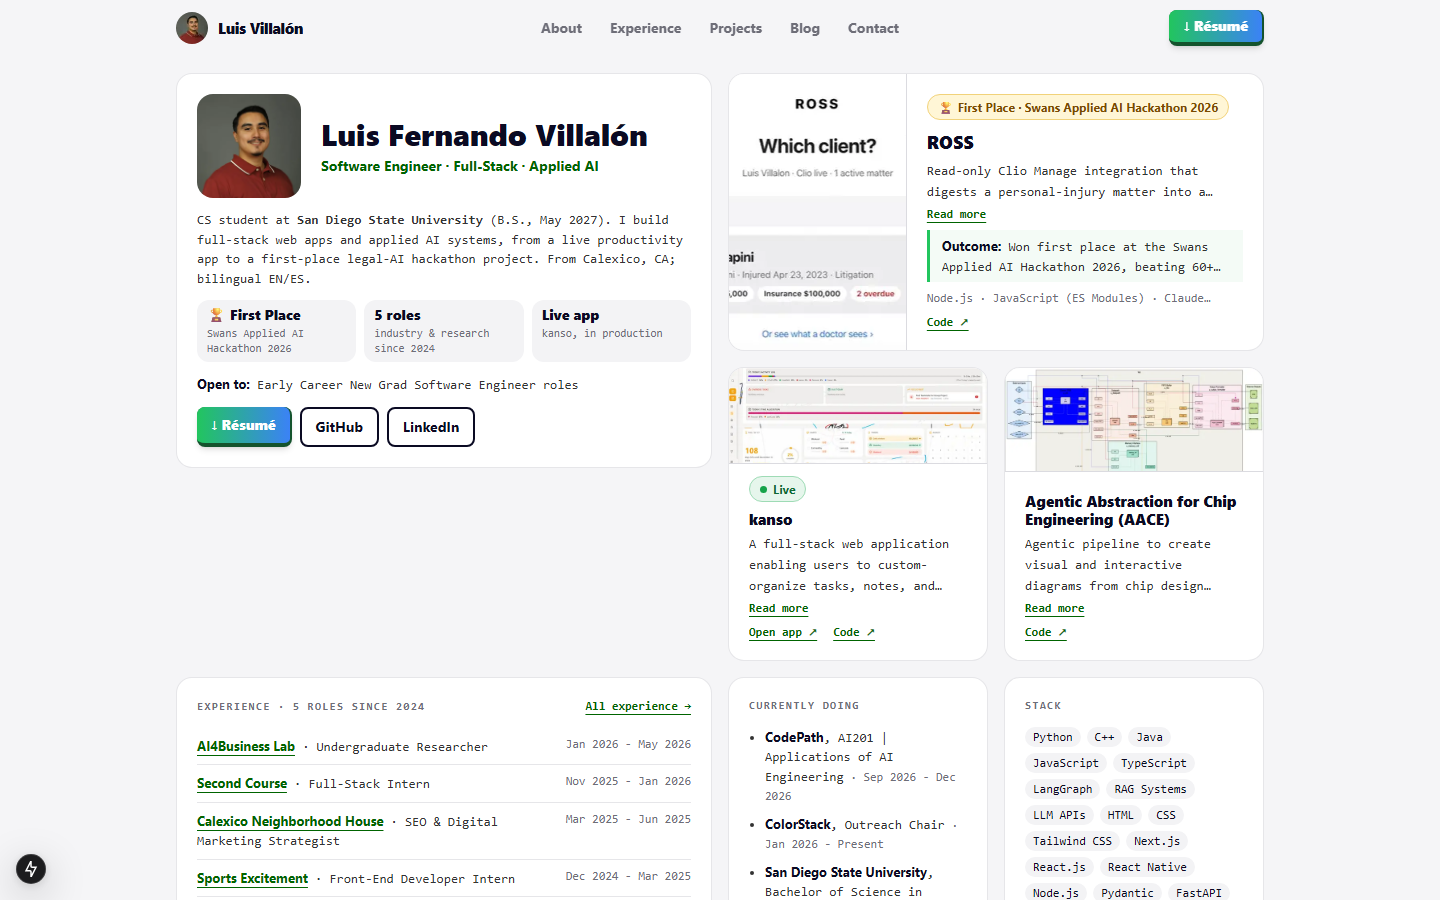 Luis Villalón
About
Experience
Projects
Blog
Contact
↓ Résumé
Luis Fernando Villalón
Software Engineer · Full-Stack · Applied AI
CS student at San Diego State University (B.S., May 2027). I build
full-stack web apps and applied AI systems, from a live productivity
app to a first-place legal-AI hackathon project. From Calexico, CA;
bilingual EN/ES.
🏆 First Place
Swans Applied AI
Hackathon 2026
5 roles
industry & research
since 2024
Live app
kanso, in production
Open to: Early Career New Grad Software Engineer roles
↓ Résumé
GitHub
LinkedIn
ROSS
Which client?
Luis Villalon · Clio live · 1 active matter
apini
ni · Injured Apr 23, 2023 · Litigation
5,000
Insurance $100,000
2 overdue
Or see what a doctor sees ›
🏆 First Place · Swans Applied AI Hackathon 2026
ROSS
Read-only Clio Manage integration that
digests a personal-injury matter into a…
Read more
Outcome: Won first place at the Swans
Applied AI Hackathon 2026, beating 60+…
Node.js · JavaScript (ES Modules) · Claude…
Code ↗
108
Live
kanso
A full-stack web application
enabling users to custom-
organize tasks, notes, and…
Read more
Open app ↗
Code ↗
Agentic Abstraction for Chip
Engineering (AACE)
Agentic pipeline to create
visual and interactive
diagrams from chip design…
Read more
Code ↗
EXPERIENCE · 5 ROLES SINCE 2024
All experience →
AI4Business Lab · Undergraduate Researcher
Jan 2026 - May 2026
Second Course · Full-Stack Intern
Nov 2025 - Jan 2026
Calexico Neighborhood House · SEO & Digital
Marketing Strategist
Mar 2025 - Jun 2025
Sports Excitement · Front-End Developer Intern
Dec 2024 - Mar 2025
CURRENTLY DOING
• CodePath, AI201 |
Applications of AI
Engineering · Sep 2026 - Dec
2026
• ColorStack, Outreach Chair ·
Jan 2026 - Present
• San Diego State University,
Bachelor of Science in
STACK
Python
C++
Java
JavaScript
TypeScript
LangGraph
RAG Systems
LLM APIs
HTML
CSS
Tailwind CSS
Next.js
React.js
React Native
Node.js
Pydantic
FastAPI